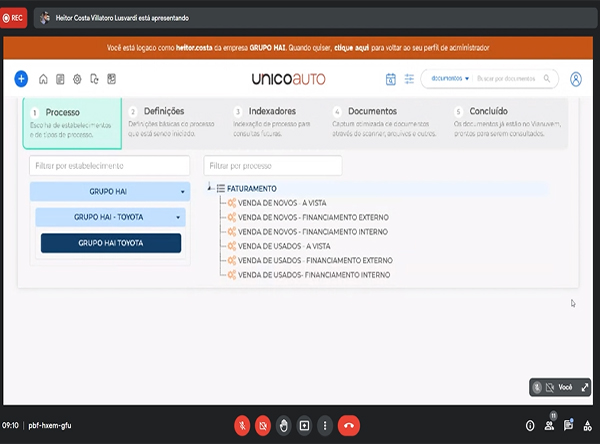 REC
Heitor Costa Villatoro Lusvardi está apresentando
Você está logado como heitor.costa da empresa GRUPO HAI. Quando quiser, clique aqui para voltar ao seu perfil de administrador
unicoauto
documentos
Buscar por documentos
1 Processo
Escolha de estabelecimentos
e de tipos de processo.
2 Definições
Definições básicas do processo
que está sendo iniciado.
3 Indexadores
Indexação de processo para
consultas futuras.
4 Documentos
Captura otimizada de documentos
através do scanner, arquivos e outros.
5 Concluído
Os documentos já estão no Vianuvem,
prontos para serem consultados.
Filtrar por estabelecimento
Filtrar por processo
GRUPO HAI
GRUPO HAI - TOYOTA
GRUPO HAI TOYOTA
FATURAMENTO
VENDA DE NOVOS - A VISTA
VENDA DE NOVOS - FINANCIAMENTO EXTERNO
VENDA DE NOVOS - FINANCIAMENTO INTERNO
VENDA DE USADOS - A VISTA
VENDA DE USADOS - FINANCIAMENTO EXTERNO
VENDA DE USADOS- FINANCIAMENTO INTERNO
Você
09:10 | pbf-hxem-gfu
11